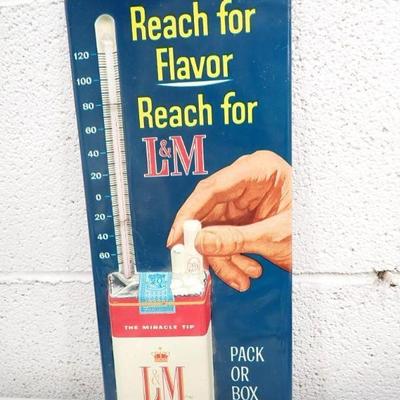 Reach for
Flavor
Reach for
L&M
120
100
80
60
40
20
0
20
40
60
THE MIRACLE TIP
L&M
PACK
OR
BOX